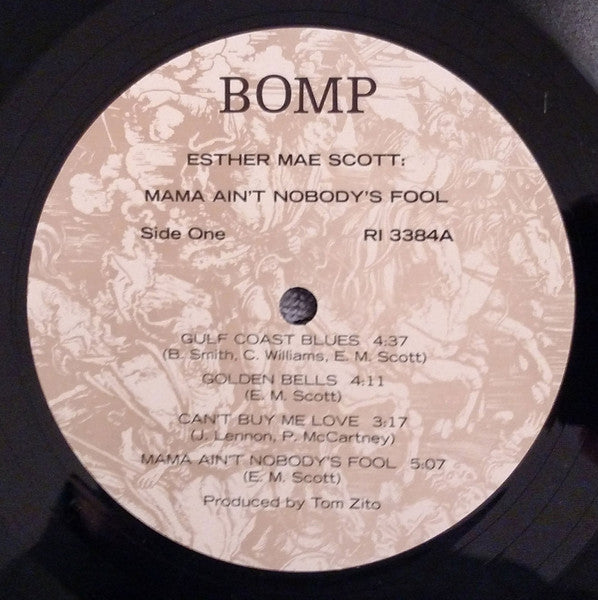 BOMP
ESTHER MAE SCOTT:
MAMA AIN'T NOBODY'S FOOL
Side One RI 3384A
GULF COAST BLUES 4:37
(B. Smith, C. Williams, E. M. Scott)
GOLDEN BELLS 4:11
(E. M. Scott)
CAN'T BUY ME LOVE 3:17
(J. Lennon, P. McCartney)
MAMA AIN'T NOBODY'S FOOL 5:07
(E. M. Scott)
Produced by Tom Zito